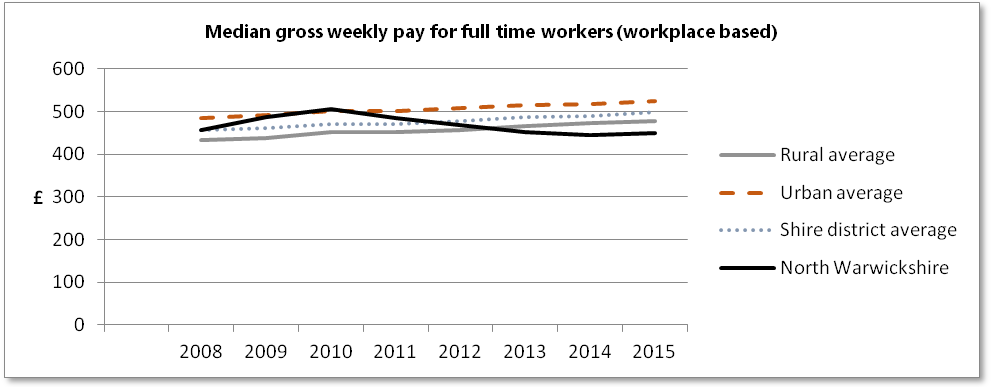 Median gross weekly pay for full time workers (workplace based)
600
500
400
£ 300
200
100
0
2008 2009 2010 2011 2012 2013 2014 2015
Rural average
Urban average
Shire district average
North Warwickshire